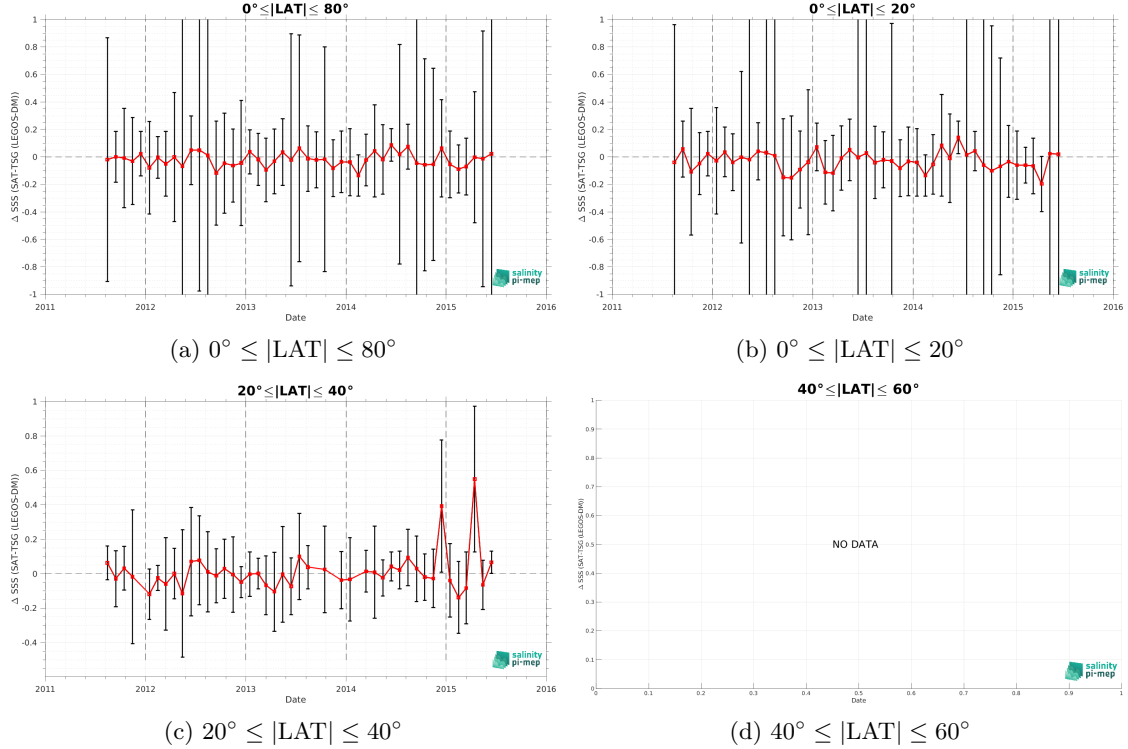 0°≤|LAT|≤ 80°
1
0.8
0.6
0.4
0.2
0
-0.2
-0.4
-0.6
-0.8
-1
Δ SSS (SAT-TSG (LEGOS-DM))
2011
2012
2013
2014
2015
2016
Date
salinity
pi-mep
(a) 0° ≤ |LAT| ≤ 80°
0°≤|LAT|≤ 20°
1
0.8
0.6
0.4
0.2
0
-0.2
-0.4
-0.6
-0.8
-1
Δ SSS (SAT-TSG (LEGOS-DM))
2011
2012
2013
2014
2015
2016
Date
salinity
pi-mep
(b) 0° ≤ |LAT| ≤ 20°
20°≤|LAT|≤ 40°
1
0.8
0.6
0.4
0.2
0
-0.2
-0.4
Δ SSS (SAT-TSG (LEGOS-DM))
2011
2012
2013
2014
2015
2016
Date
salinity
pi-mep
(c) 20° ≤ |LAT| ≤ 40°
40°≤|LAT|≤ 60°
1
0.9
0.8
0.7
0.6
0.5
0.4
0.3
0.2
0.1
0
Δ SSS (SAT-TSG (LEGOS-DM))
NO DATA
0
0.1
0.2
0.3
0.4
0.5
0.6
0.7
0.8
0.9
1
Date
salinity
pi-mep
(d) 40° ≤ |LAT| ≤ 60°